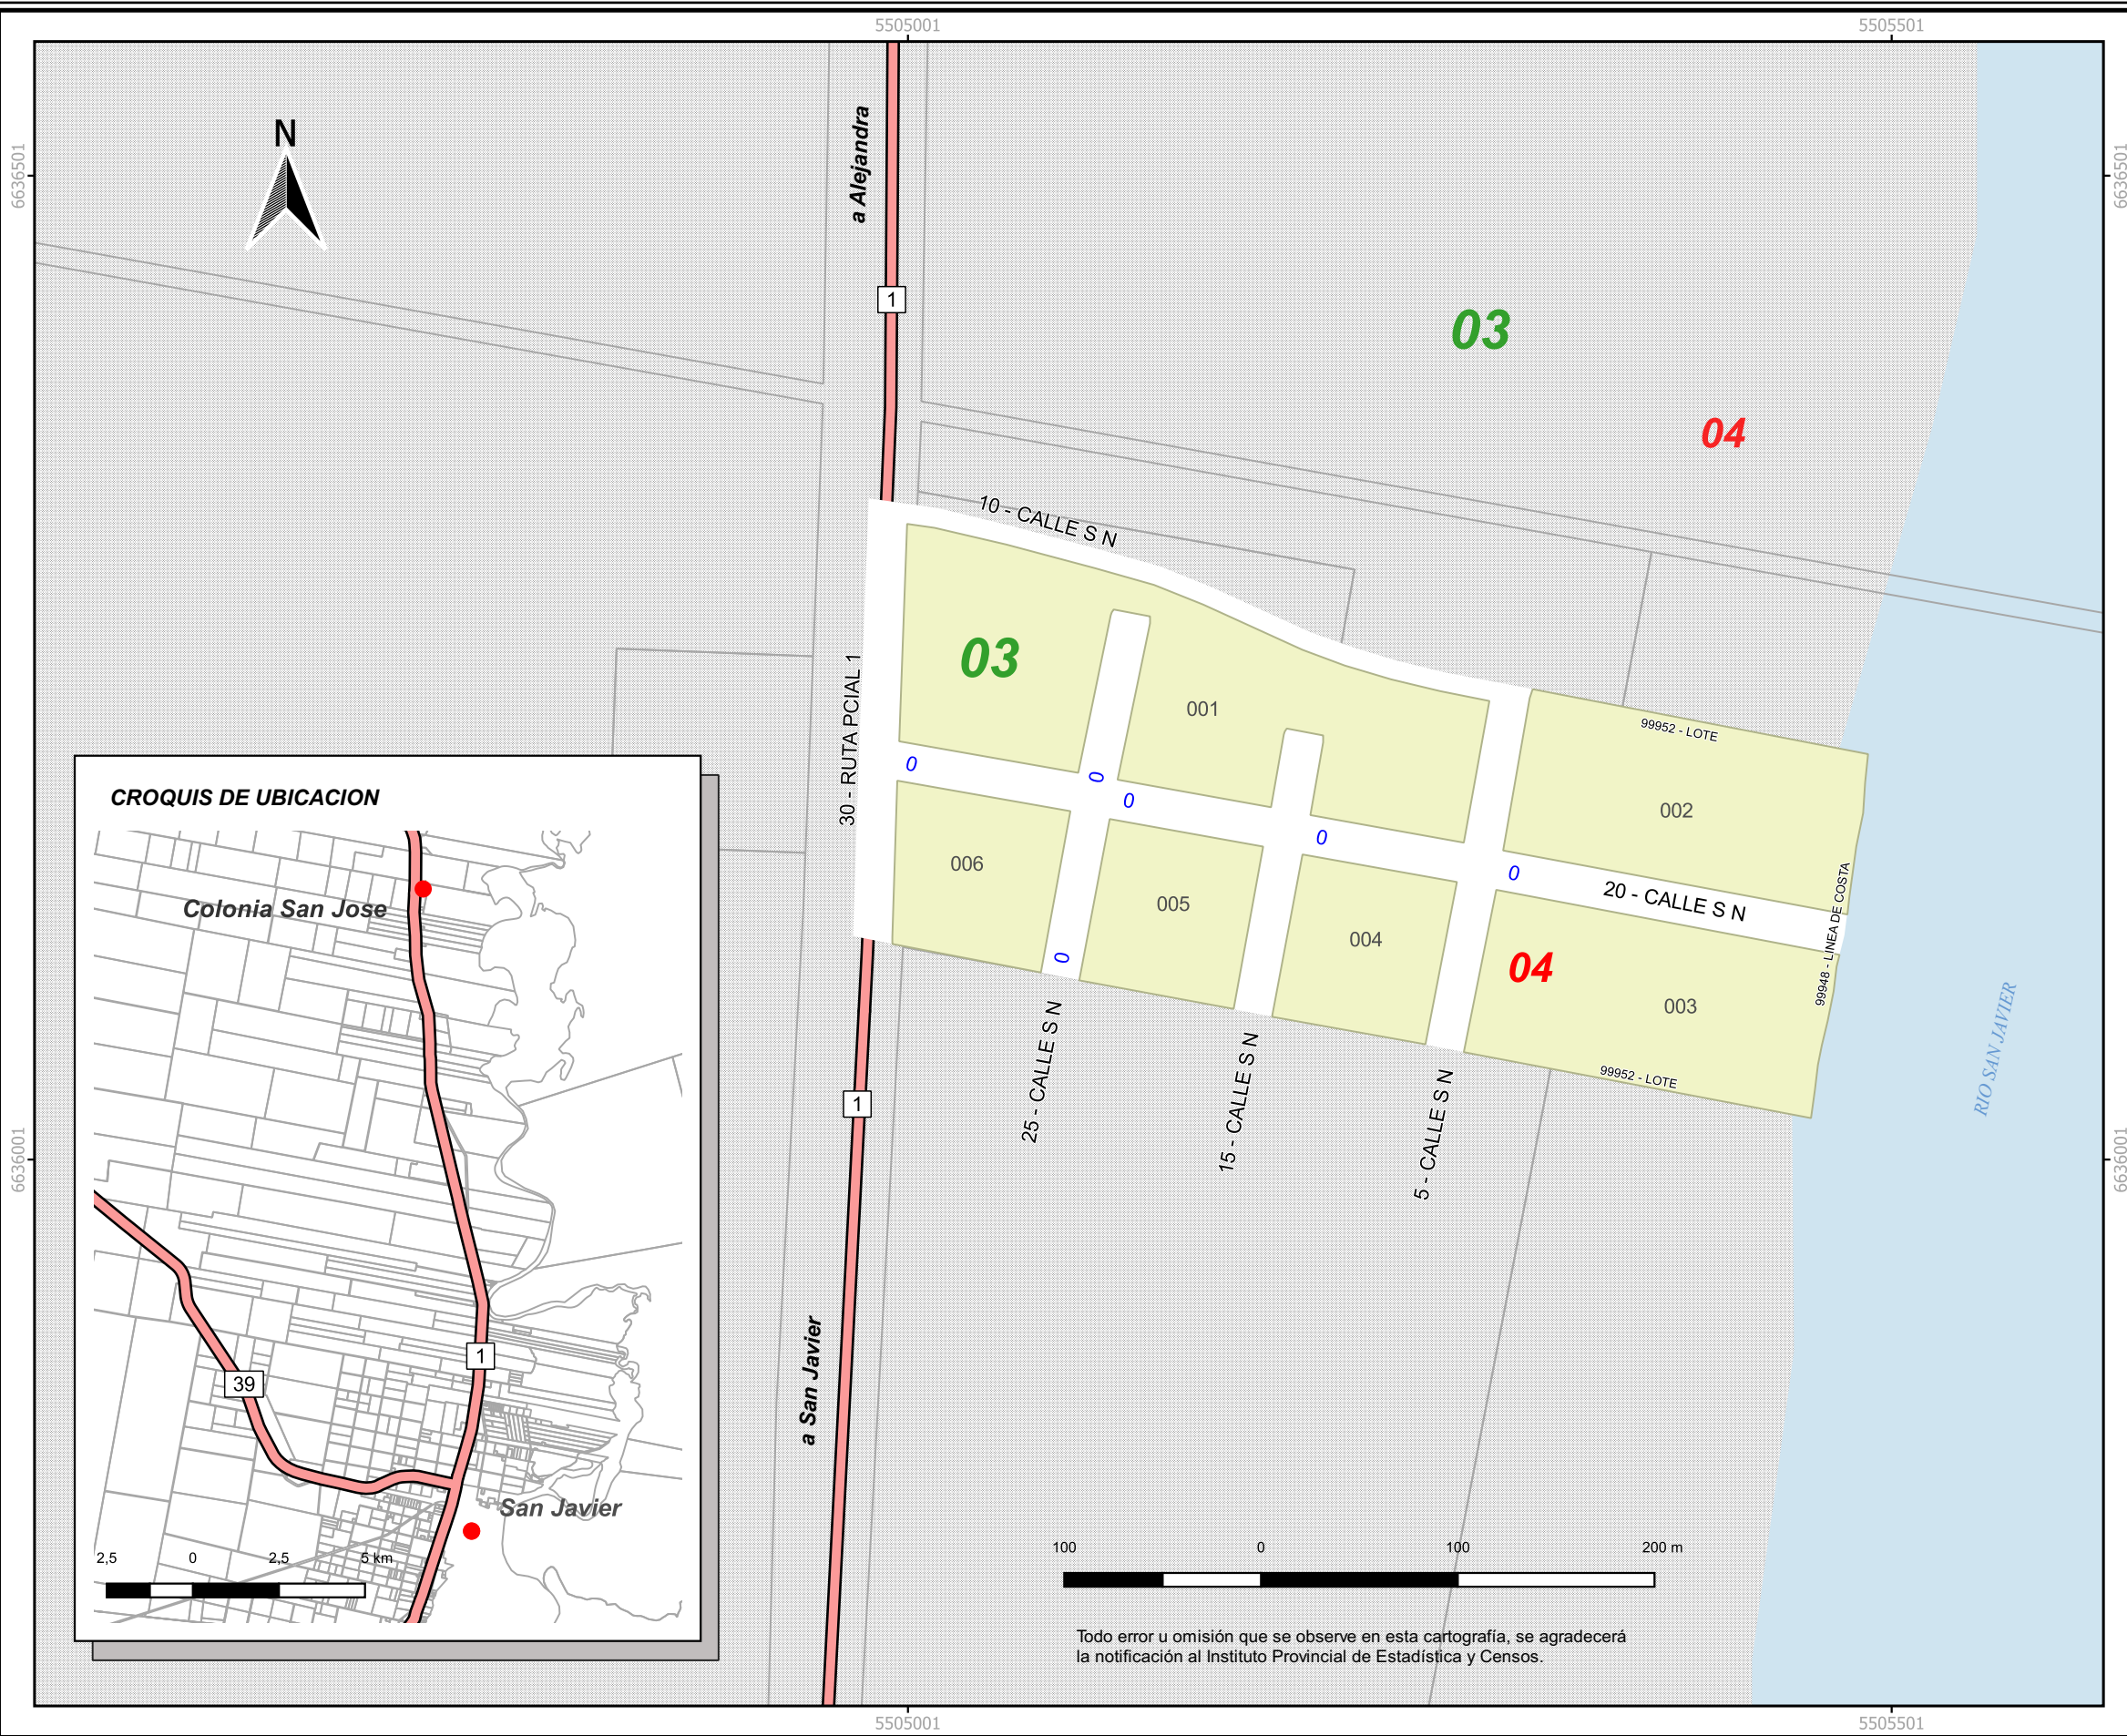 5505001
5505501
6636501
6636501
N
a Alejandra
1
03
04
10 - CALLE S N
03
001
99952 - LOTE
30 - RUTA PCIAL 1
0
0
0
0
0
002
006
005
004
20 - CALLE S N
99948 - LINEA DE COSTA
04
003
0
99952 - LOTE
RIO SAN JAVIER
25 - CALLE S N
15 - CALLE S N
5 - CALLE S N
1
6636001
6636001
a San Javier
CROQUIS DE UBICACION
Colonia San Jose
1
39
San Javier
2,5 0 2,5 5 km
100 0 100 200 m
Todo error u omisión que se observe en esta cartografía, se agradecerá
la notificación al Instituto Provincial de Estadística y Censos.
5505001
5505501